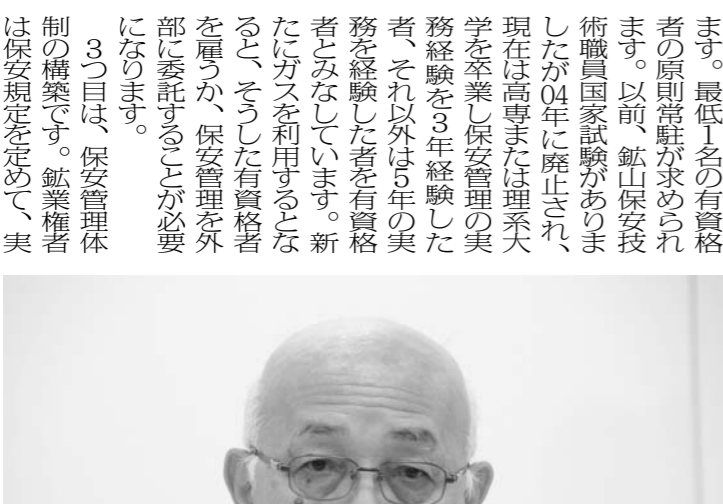 ます。最低1名の有資格
者の原則常駐が求められ
ます。以前、鉱山保安技
術職員国家試験がありま
したが04年に廃止され、
現在は高専または理系大
学を卒業し保安管理の実
務経験を3年経験した
者、それ以外は5年の実
務を経験した者を有資格
者とみなしています。新
たにガスを利用するとな
ると、そうした有資格者
を雇うか、保安管理を外
部に委託することが必要
になります。
　3つ目は、保安管理体
制の構築です。鉱業権者
は保安規定を定めて、実